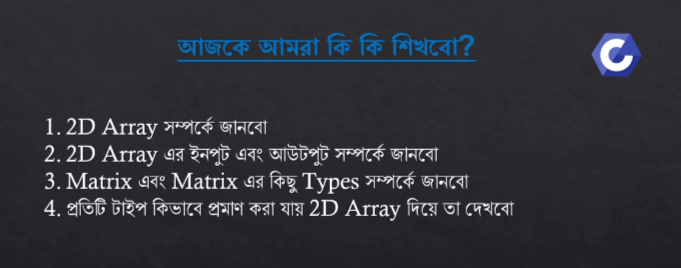 আজকে আমরা কি কি শিখবো?
C
1. 2D Array সম্পর্কে জানবো
2. 2D Array এর ইনপুট এবং আউটপুট সম্পর্কে জানবো
3. Matrix এবং Matrix এর কিছু Types সম্পর্কে জানবো
4. প্রতিটি টাইপ কিভাবে প্রমাণ করা যায় 2D Array দিয়ে তা দেখবো